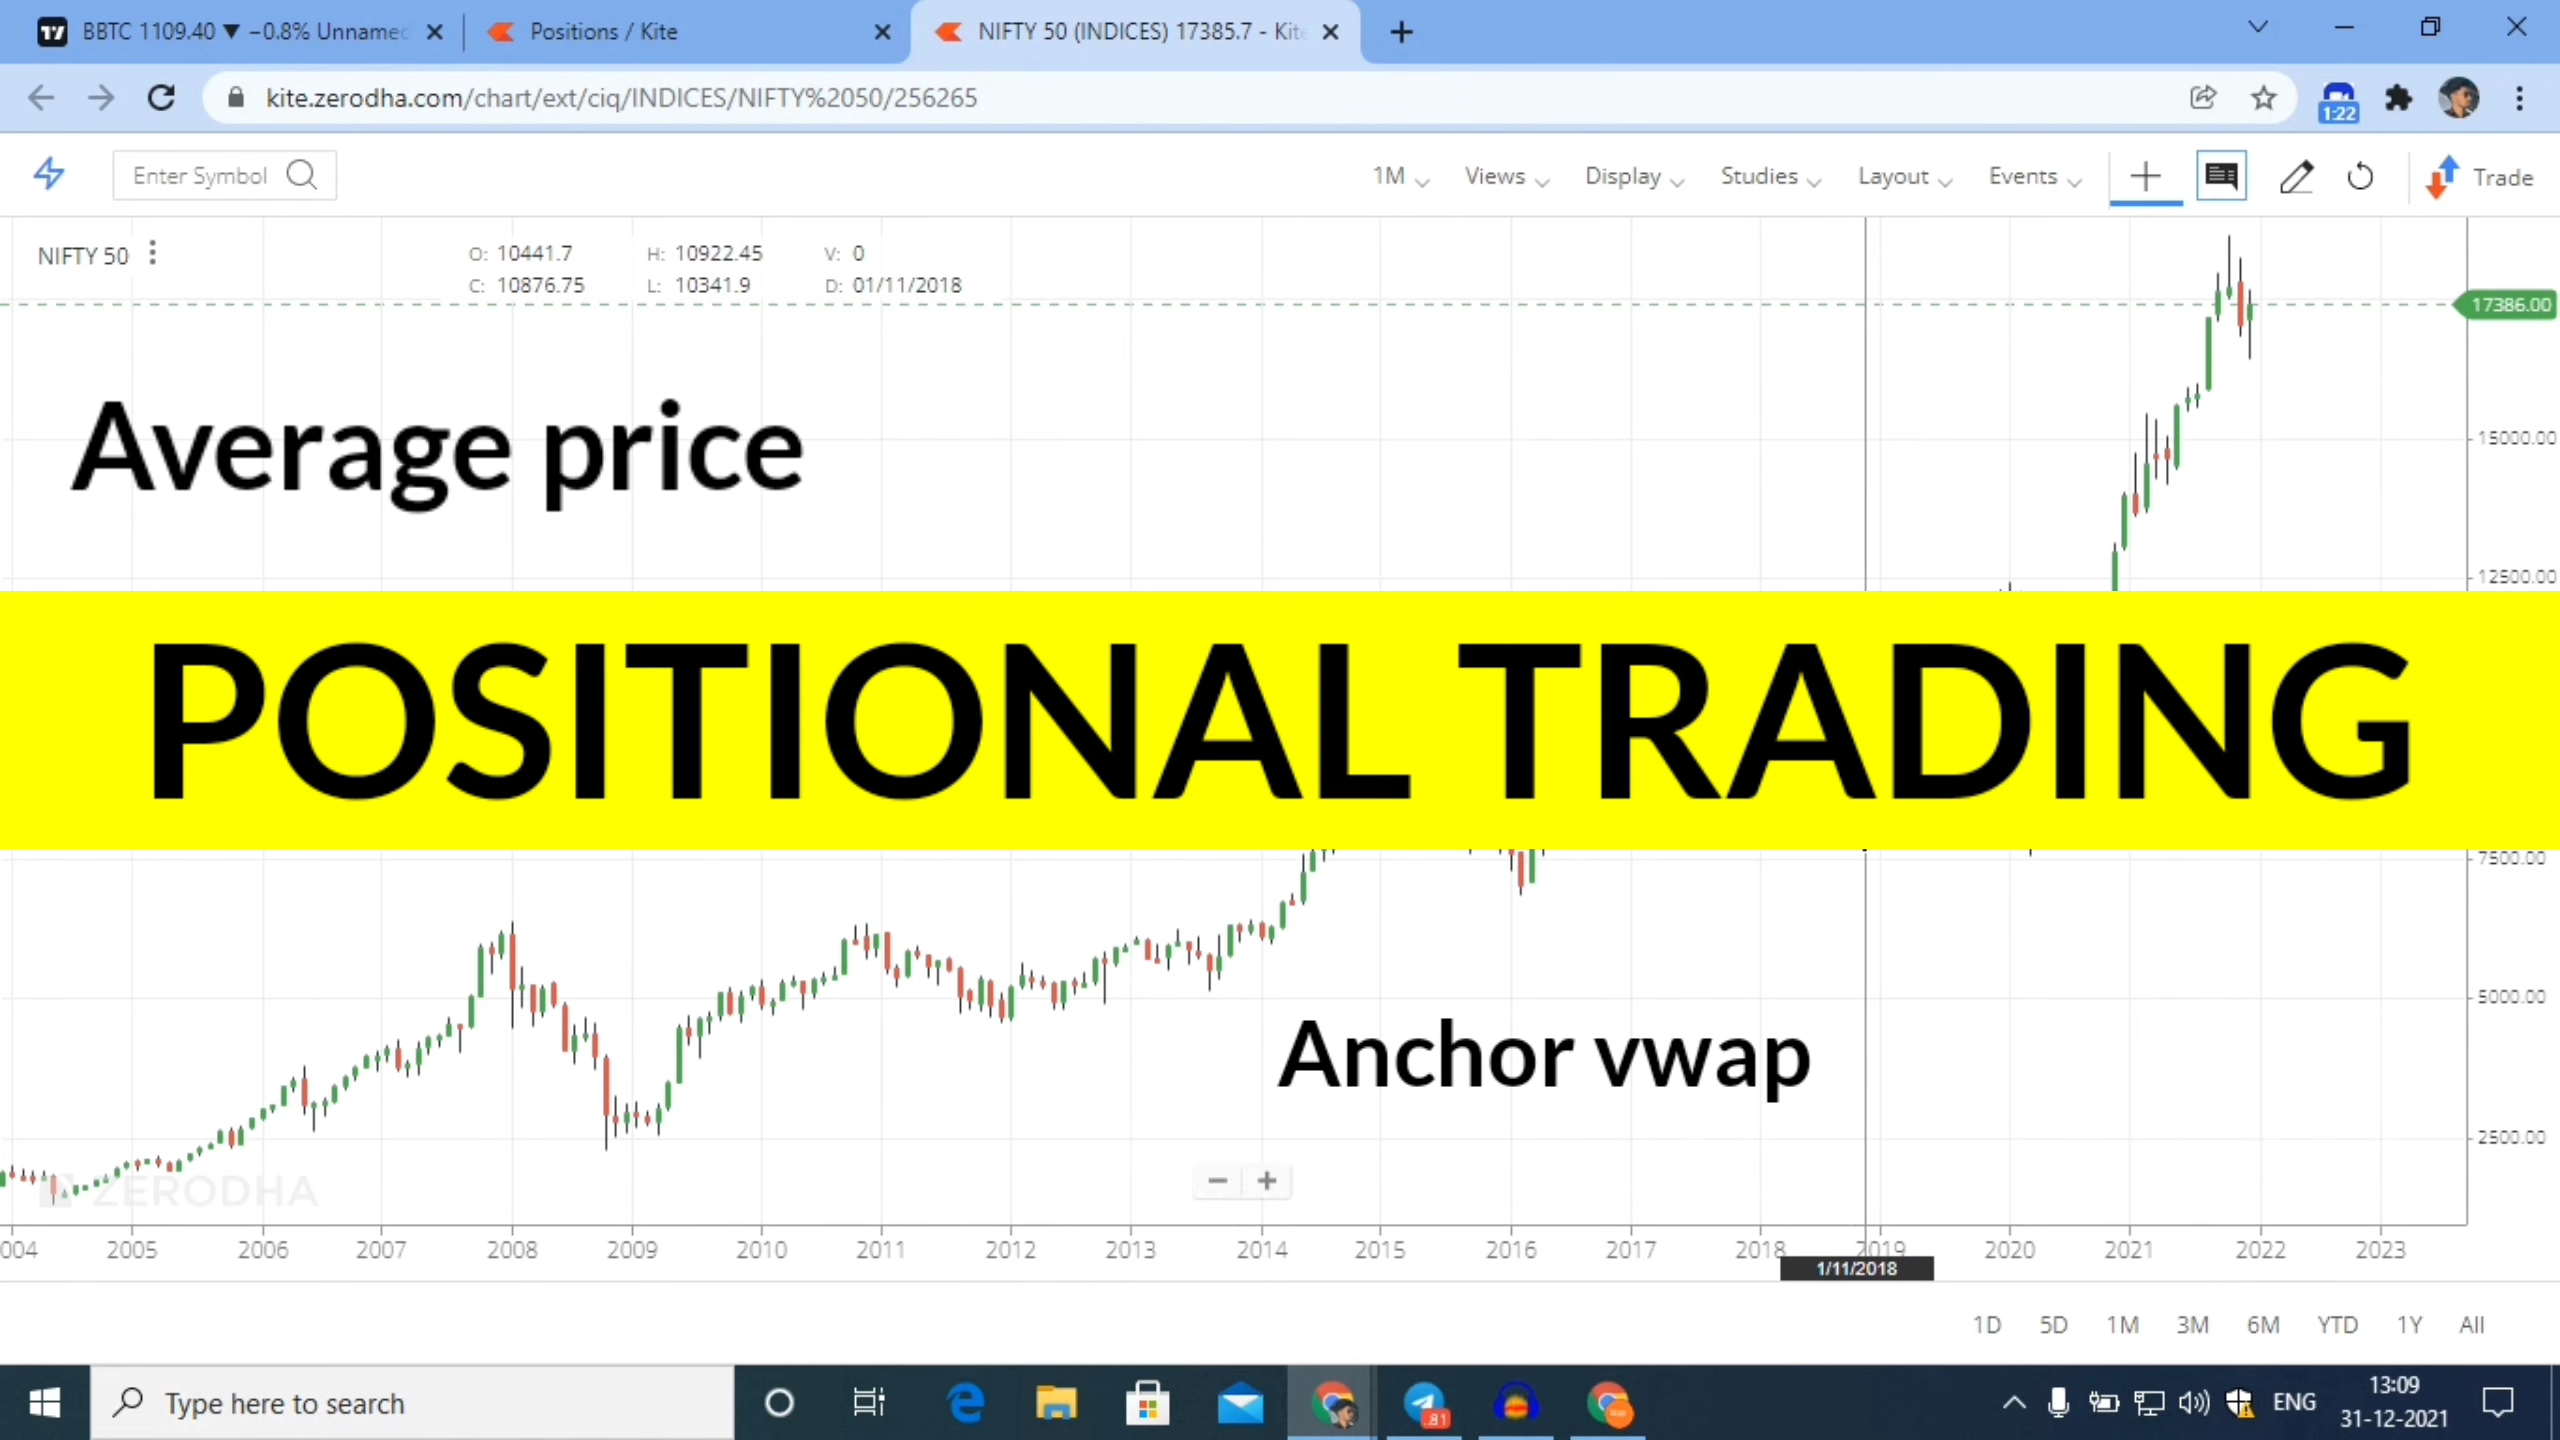 BBTC 1109.40 ▼ −0.8% Unnamed
Positions / Kite
NIFTY 50 (INDICES) 17385.7 - Kite
kite.zerodha.com/chart/ext/ciq/INDICES/NIFTY%2050/256265
1:22
Enter Symbol
1M Views Display Studies Layout Events Trade
NIFTY 50
O: 10441.7 H: 10922.45 V: 0
C: 10876.75 L: 10341.9 D: 01/11/2018
17386.00
Average price
15000.00
12500.00
POSITIONAL TRADING
7500.00
5000.00
Anchor vwap
2500.00
ZERODHA
− +
004 2005 2006 2007 2008 2009 2010 2011 2012 2013 2014 2015 2016 2017 2018 2019 2020 2021 2022 2023
1/11/2018
1D 5D 1M 3M 6M YTD 1Y All
Type here to search
81
ENG
13:09
31-12-2021